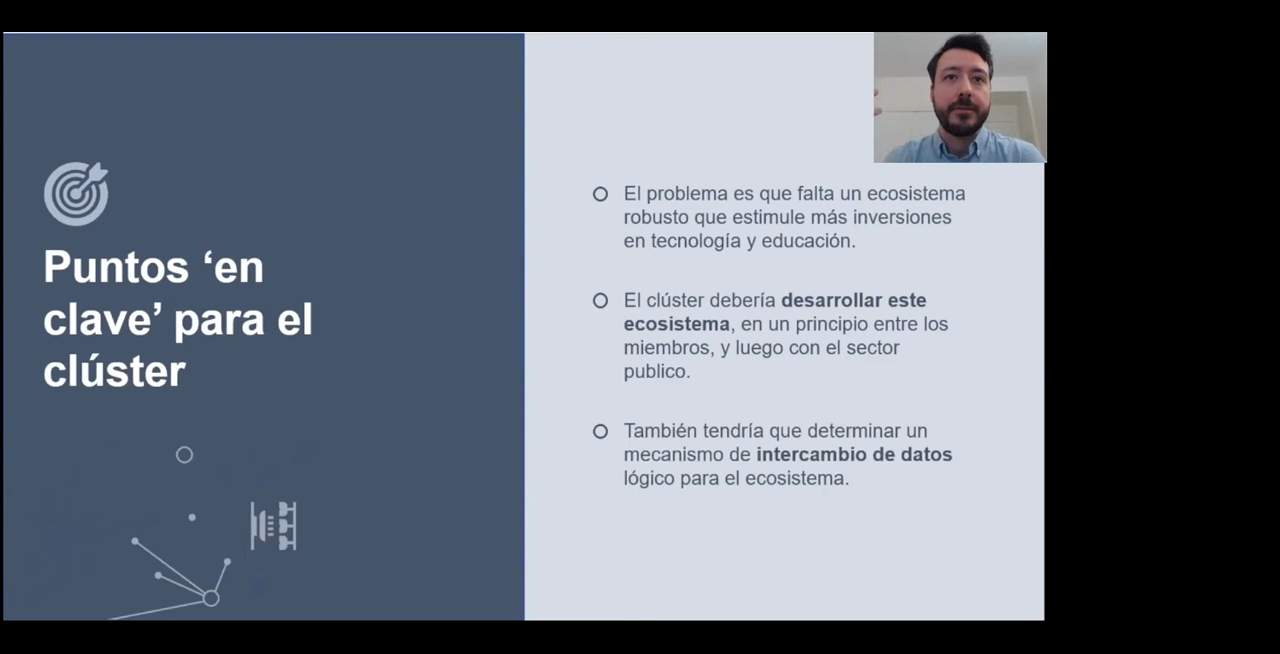 Puntos ‘en
clave’ para el
clúster
El problema es que falta un ecosistema
robusto que estimule más inversiones
en tecnología y educación.
El clúster debería desarrollar este
ecosistema, en un principio entre los
miembros, y luego con el sector
publico.
También tendría que determinar un
mecanismo de intercambio de datos
lógico para el ecosistema.